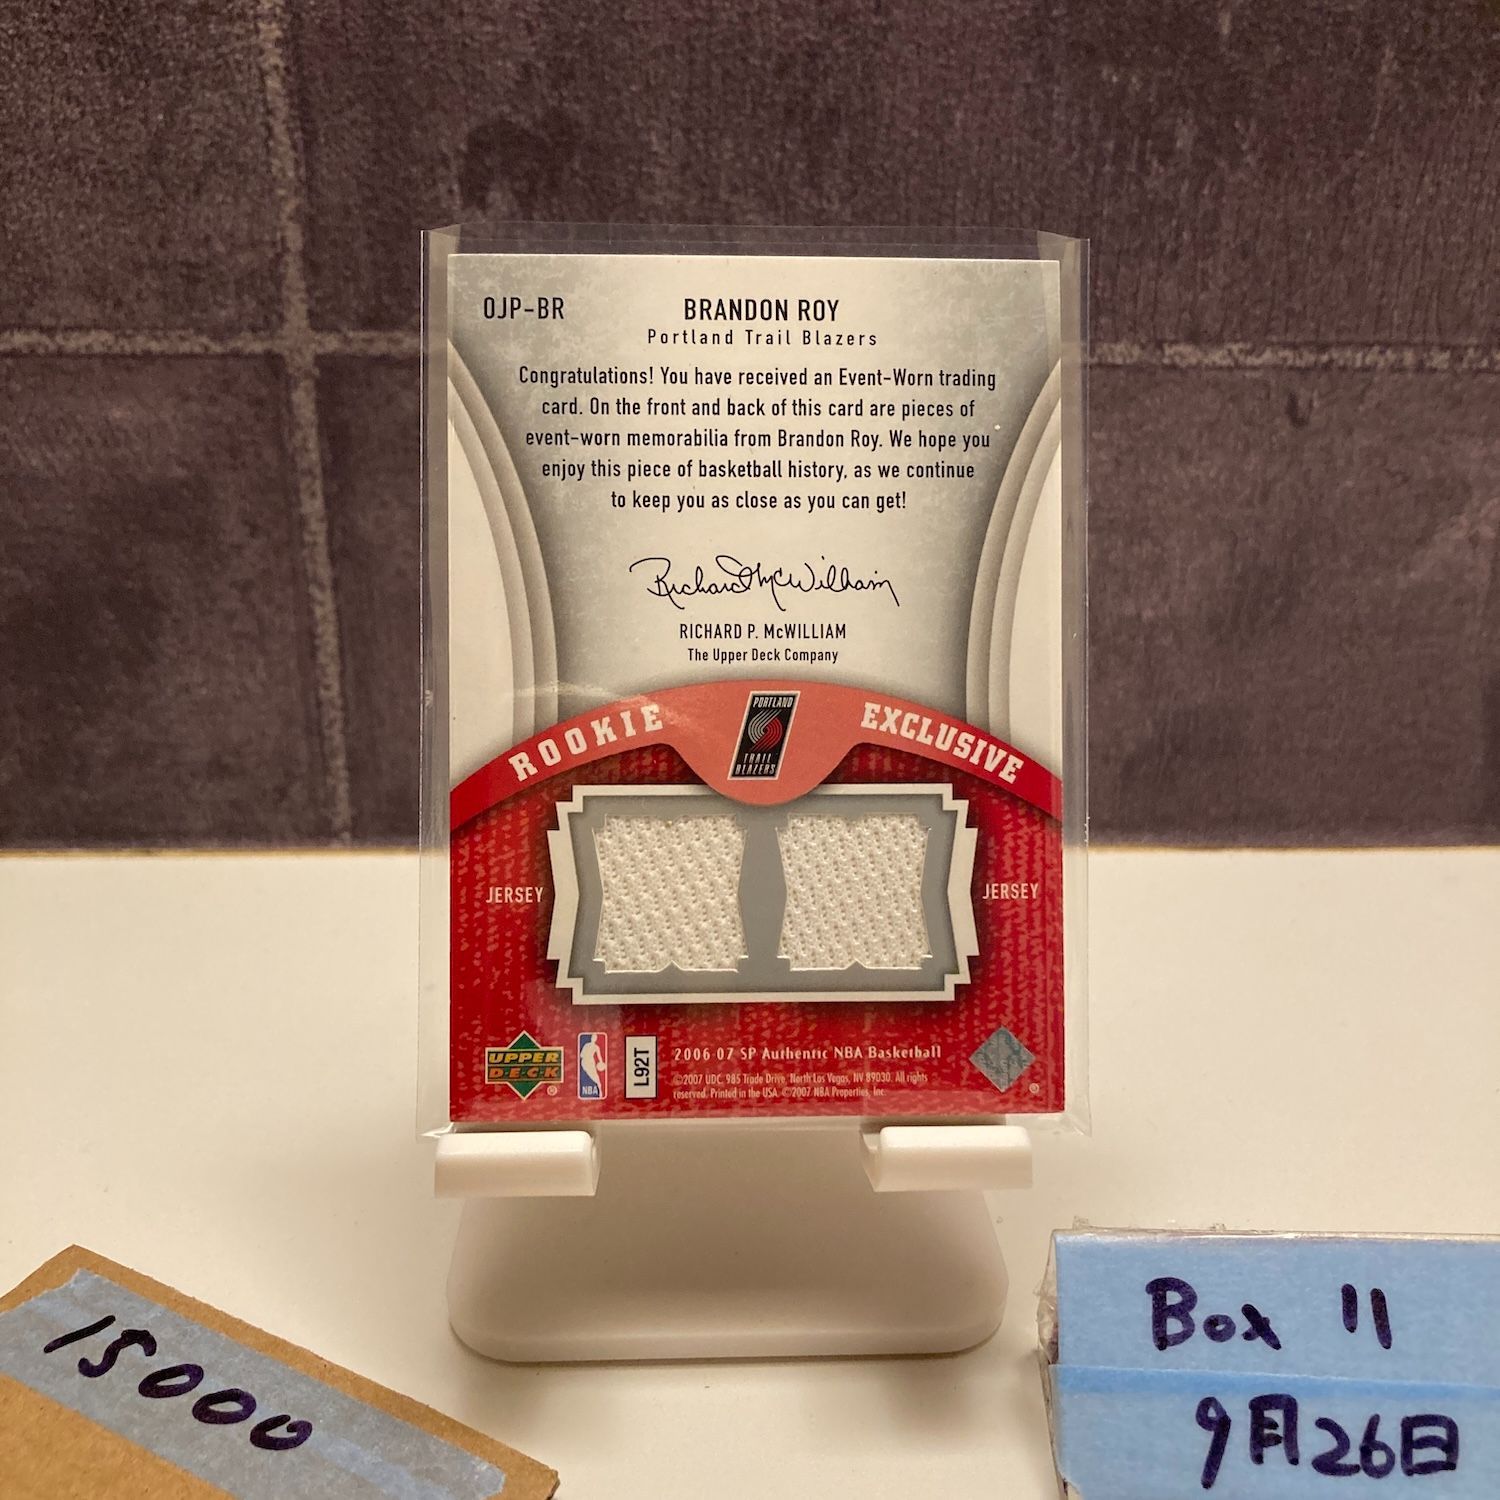 OJP-BR
BRANDON ROY
Portland Trail Blazers
Congratulations! You have received an Event-Worn trading
card. On the front and back of this card are pieces of
event-worn memorabilia from Brandon Roy. We hope you
enjoy this piece of basketball history, as we continue
to keep you as close as you can get!
Richard McWilliam
RICHARD P. McWILLIAM
The Upper Deck Company
ROOKIE EXCLUSIVE
PORTLAND
TRAIL
BLAZERS
JERSEY
JERSEY
UPPER
D·E·C·K
NBA
L92T
2006-07 SP Authentic NBA Basketball
©2007 UDC. 985 Trade Drive, North Las Vegas, NV 89030. All rights
reserved. Printed in the USA. ©2007 NBA Properties, Inc.
15000
Box 11
9月26日